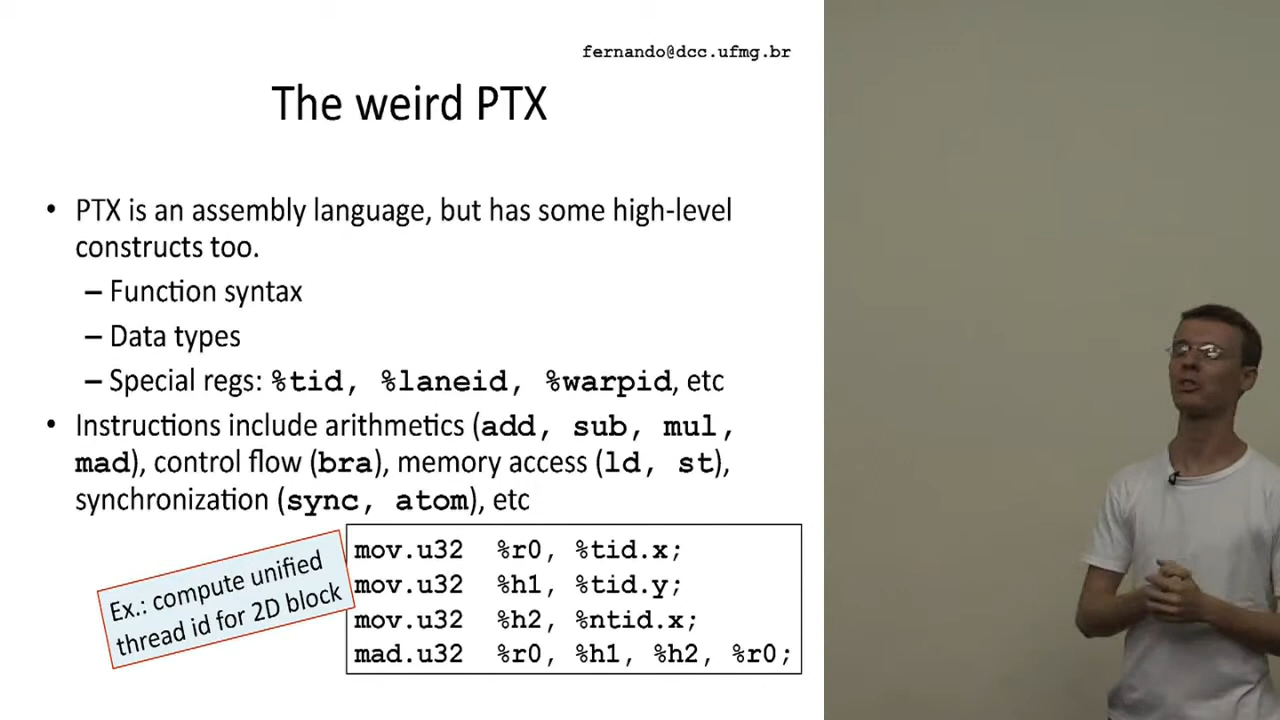 fernando@dcc.ufmg.br
The weird PTX
• PTX is an assembly language, but has some high-level
constructs too.
– Function syntax
– Data types
– Special regs: %tid, %laneid, %warpid, etc
• Instructions include arithmetics (add, sub, mul,
mad), control flow (bra), memory access (ld, st),
synchronization (sync, atom), etc
Ex.: compute unified
thread id for 2D block
mov.u32 %r0, %tid.x;
mov.u32 %h1, %tid.y;
mov.u32 %h2, %ntid.x;
mad.u32 %r0, %h1, %h2, %r0;